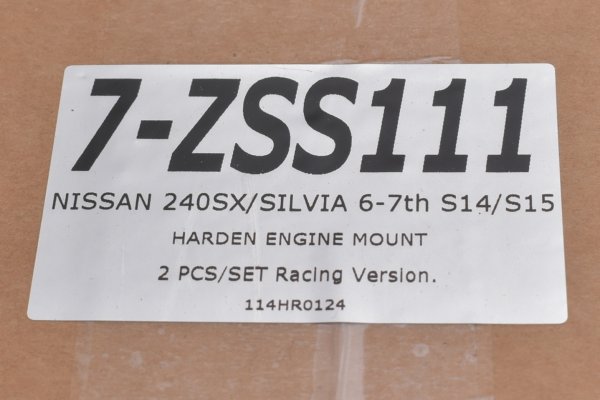 7-ZSS111
NISSAN 240SX/SILVIA 6-7th S14/S15
HARDEN ENGINE MOUNT
2 PCS/SET Racing Version.
114HR0124